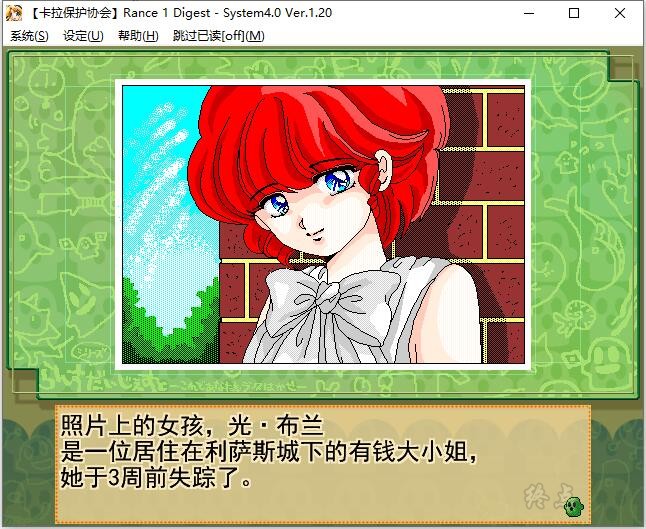 【卡拉保护协会】Rance 1 Digest - System4.0 Ver.1.20
系统(S) 设定(U) 帮助(H) 跳过已读[off](M)
照片上的女孩，光·布兰
是一位居住在利萨斯城下的有钱大小姐，
她于3周前失踪了。